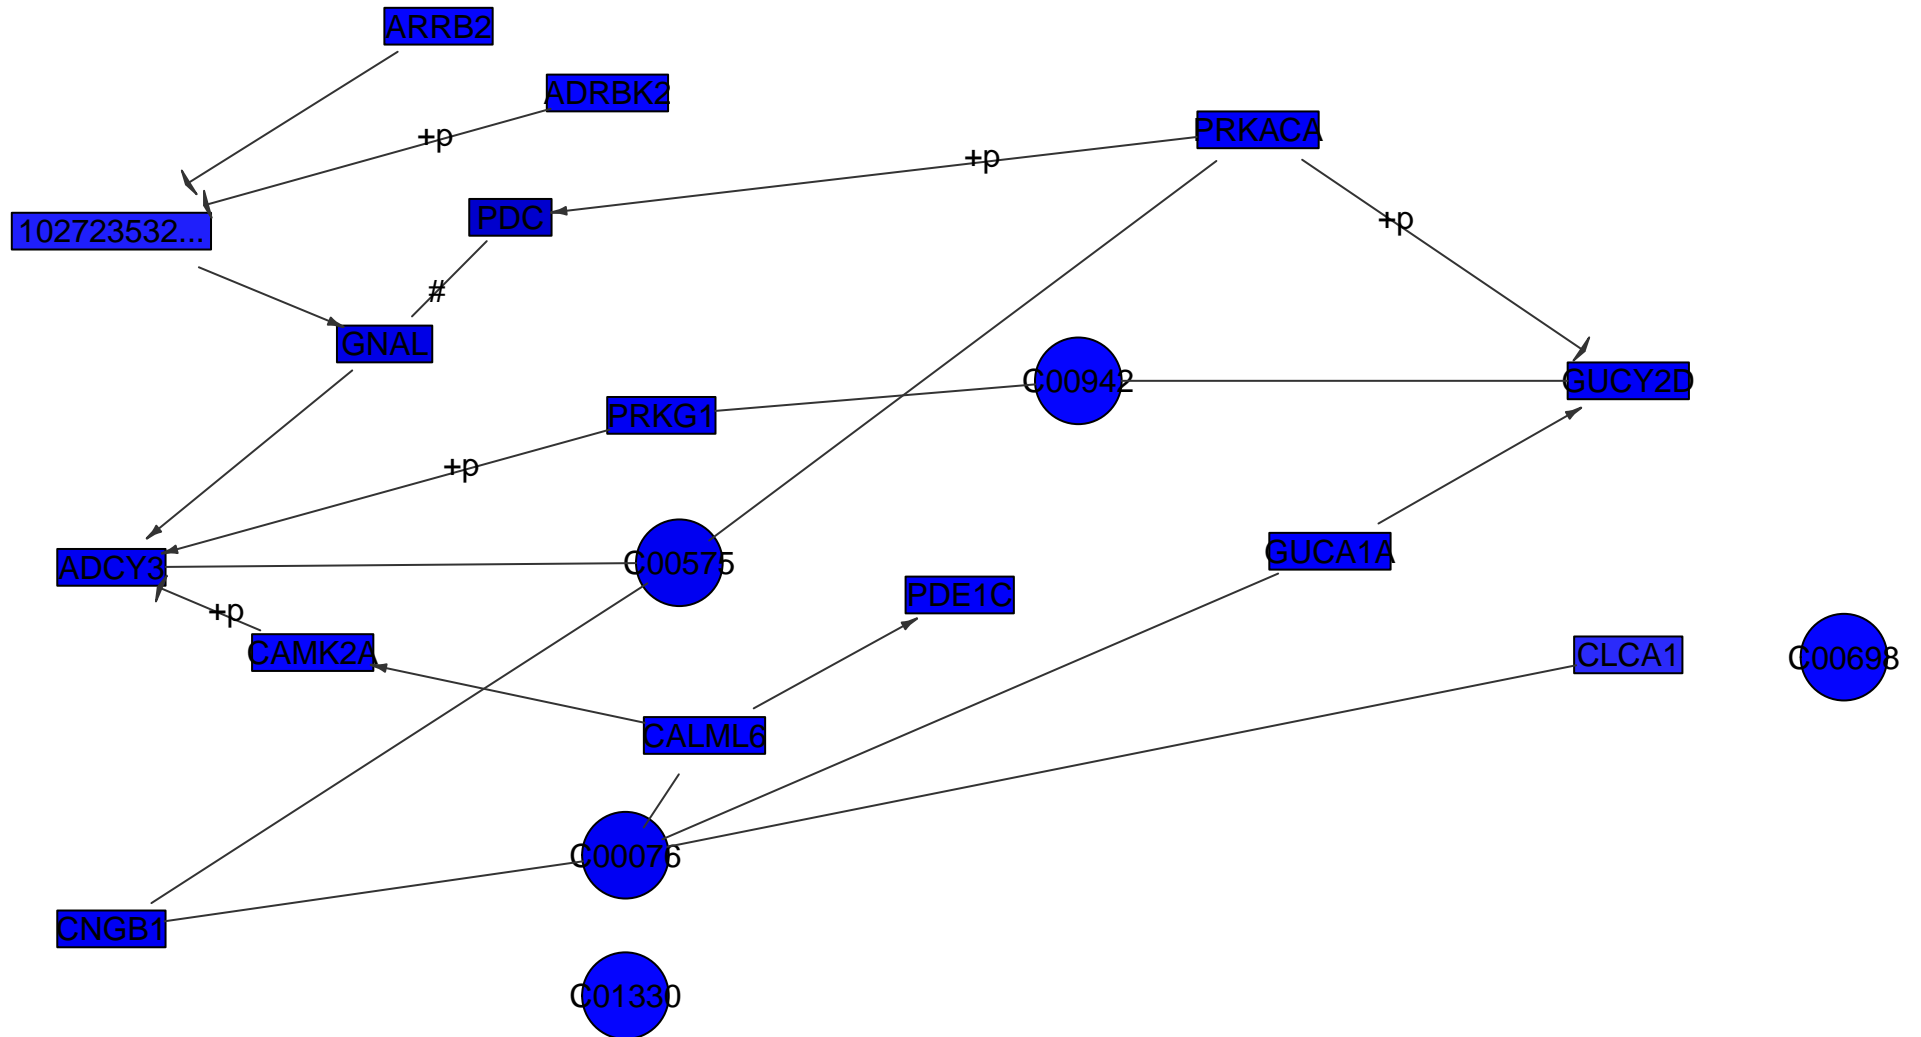 ARRB2
ADRBK2
+p
PRKACA
+p
PDC
+p
102723532...
#
GNAL
C00942
GUCY2D
PRKG1
+p
ADCY3
C00575
GUCA1A
PDE1C
+p
CAMK2A
CLCA1
C00698
CALML6
C00076
CNGB1
C01330